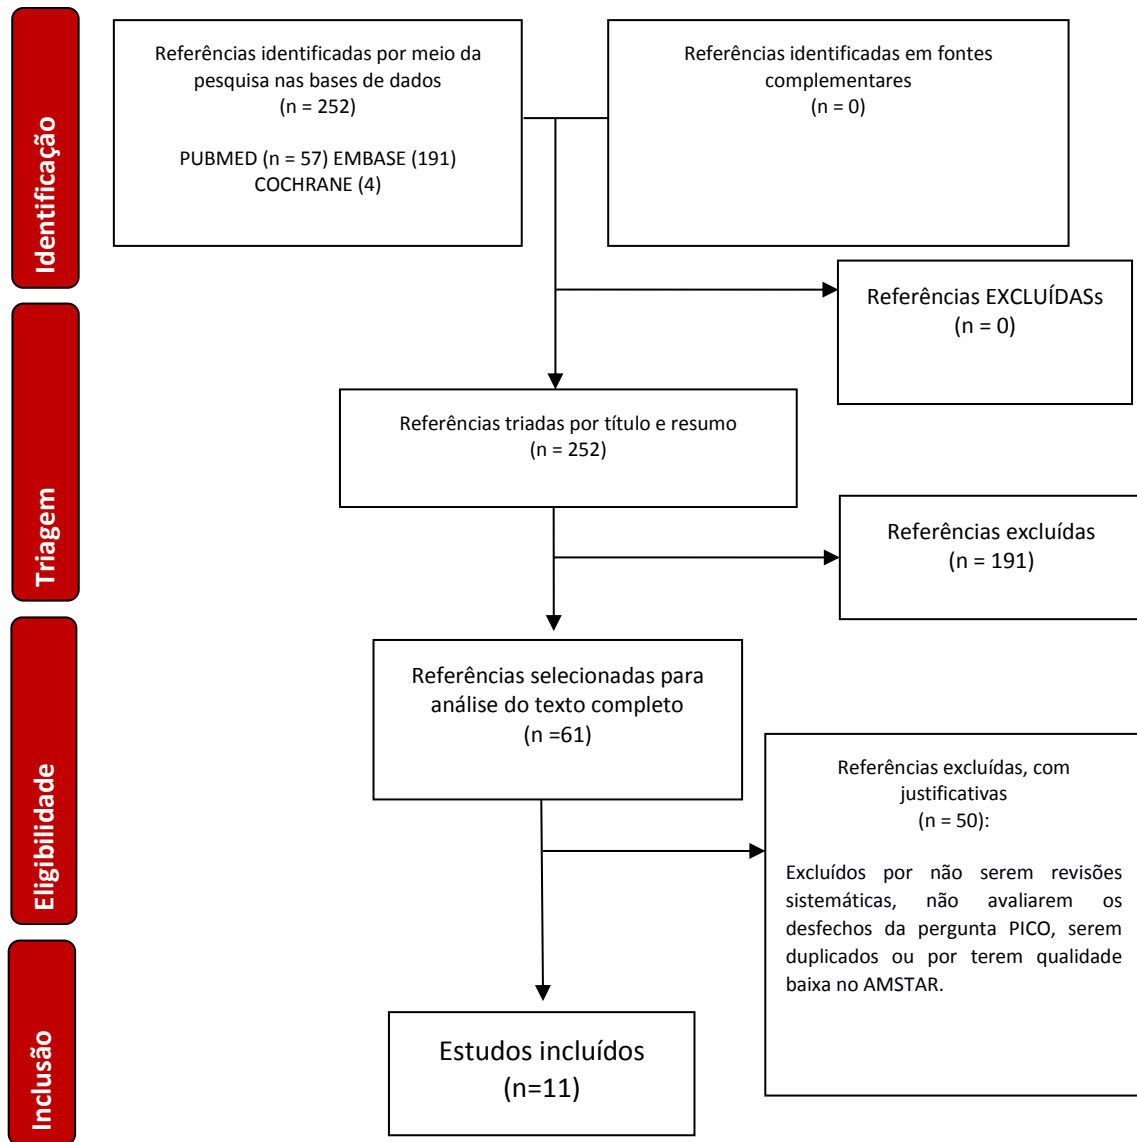 Identificação
Referências identificadas por meio da
pesquisa nas bases de dados
(n = 252)
PUBMED (n = 57) EMBASE (191)
COCHRANE (4)
Referências identificadas em fontes
complementares
(n = 0)
Referências EXCLUÍDASs
(n = 0)
Triagem
Referências triadas por título e resumo
(n = 252)
Referências excluídas
(n = 191)
Eligibilidade
Referências selecionadas para
análise do texto completo
(n =61)
Referências excluídas, com
justificativas
(n = 50):
Excluídos por não serem revisões
sistemáticas, não avaliarem os
desfechos da pergunta PICO, serem
duplicados ou por terem qualidade
baixa no AMSTAR.
Inclusão
Estudos incluídos
(n=11)